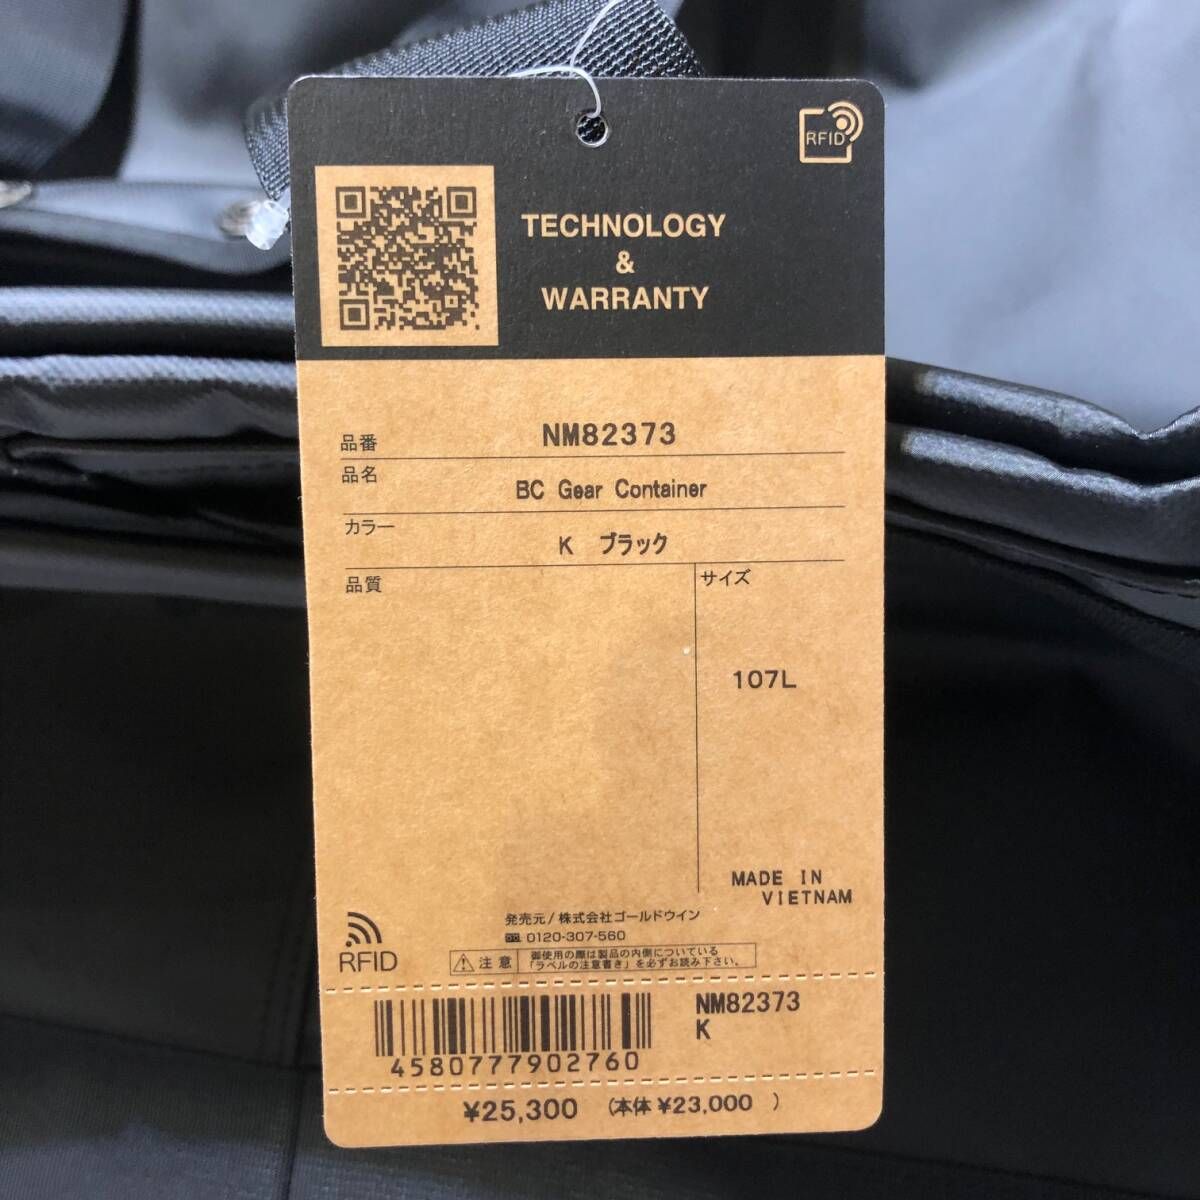 RFID
TECHNOLOGY
&
WARRANTY
品番 NM82373
品名
BC Gear Container
カラー
K ブラック
品質
サイズ
107L
MADE IN
VIETNAM
発売元/株式会社ゴールドウイン
0120-307-560
RFID
注意
御使用の際は製品の内側についている
「ラベルの注意書き」を必ずお読み下さい。
NM82373
K
4580777902760
¥25,300 (本体 ¥23,000 )